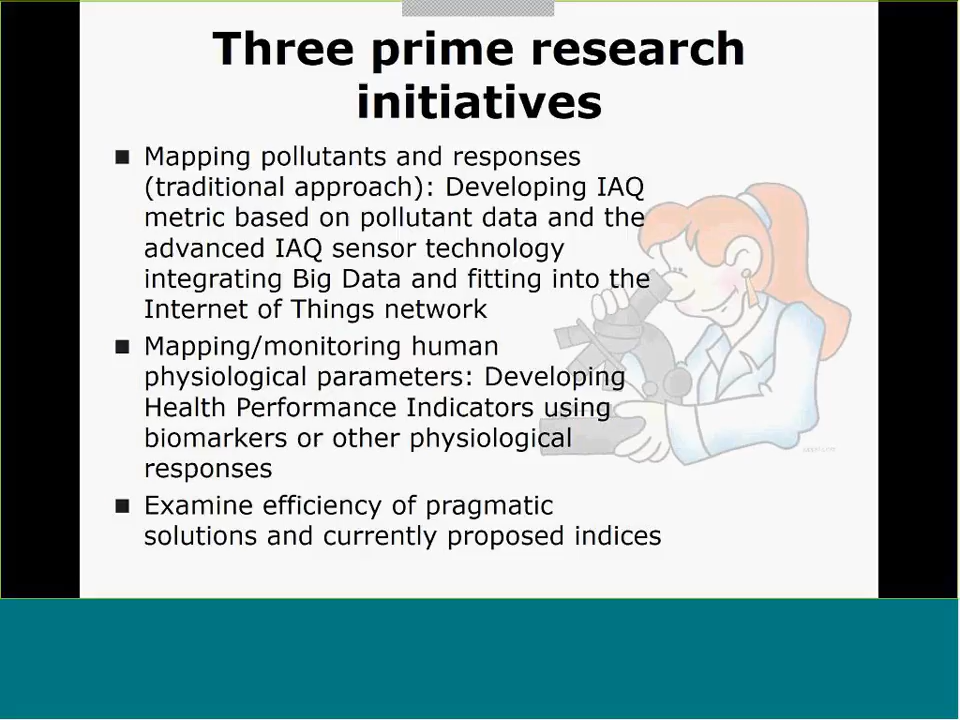 Three prime research
initiatives
Mapping pollutants and responses
(traditional approach): Developing IAQ
metric based on pollutant data and the
advanced IAQ sensor technology
integrating Big Data and fitting into the
Internet of Things network
Mapping/monitoring human
physiological parameters: Developing
Health Performance Indicators using
biomarkers or other physiological
responses
Examine efficiency of pragmatic
solutions and currently proposed indices